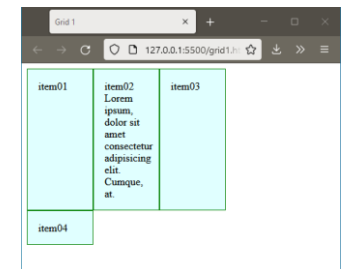 Grid 1
127.0.0.1:5500/grid1.h
item01
item02
Lorem
ipsum,
dolor sit
amet
consectetur
adipisicing
elit.
Cumque,
at.
item03
item04